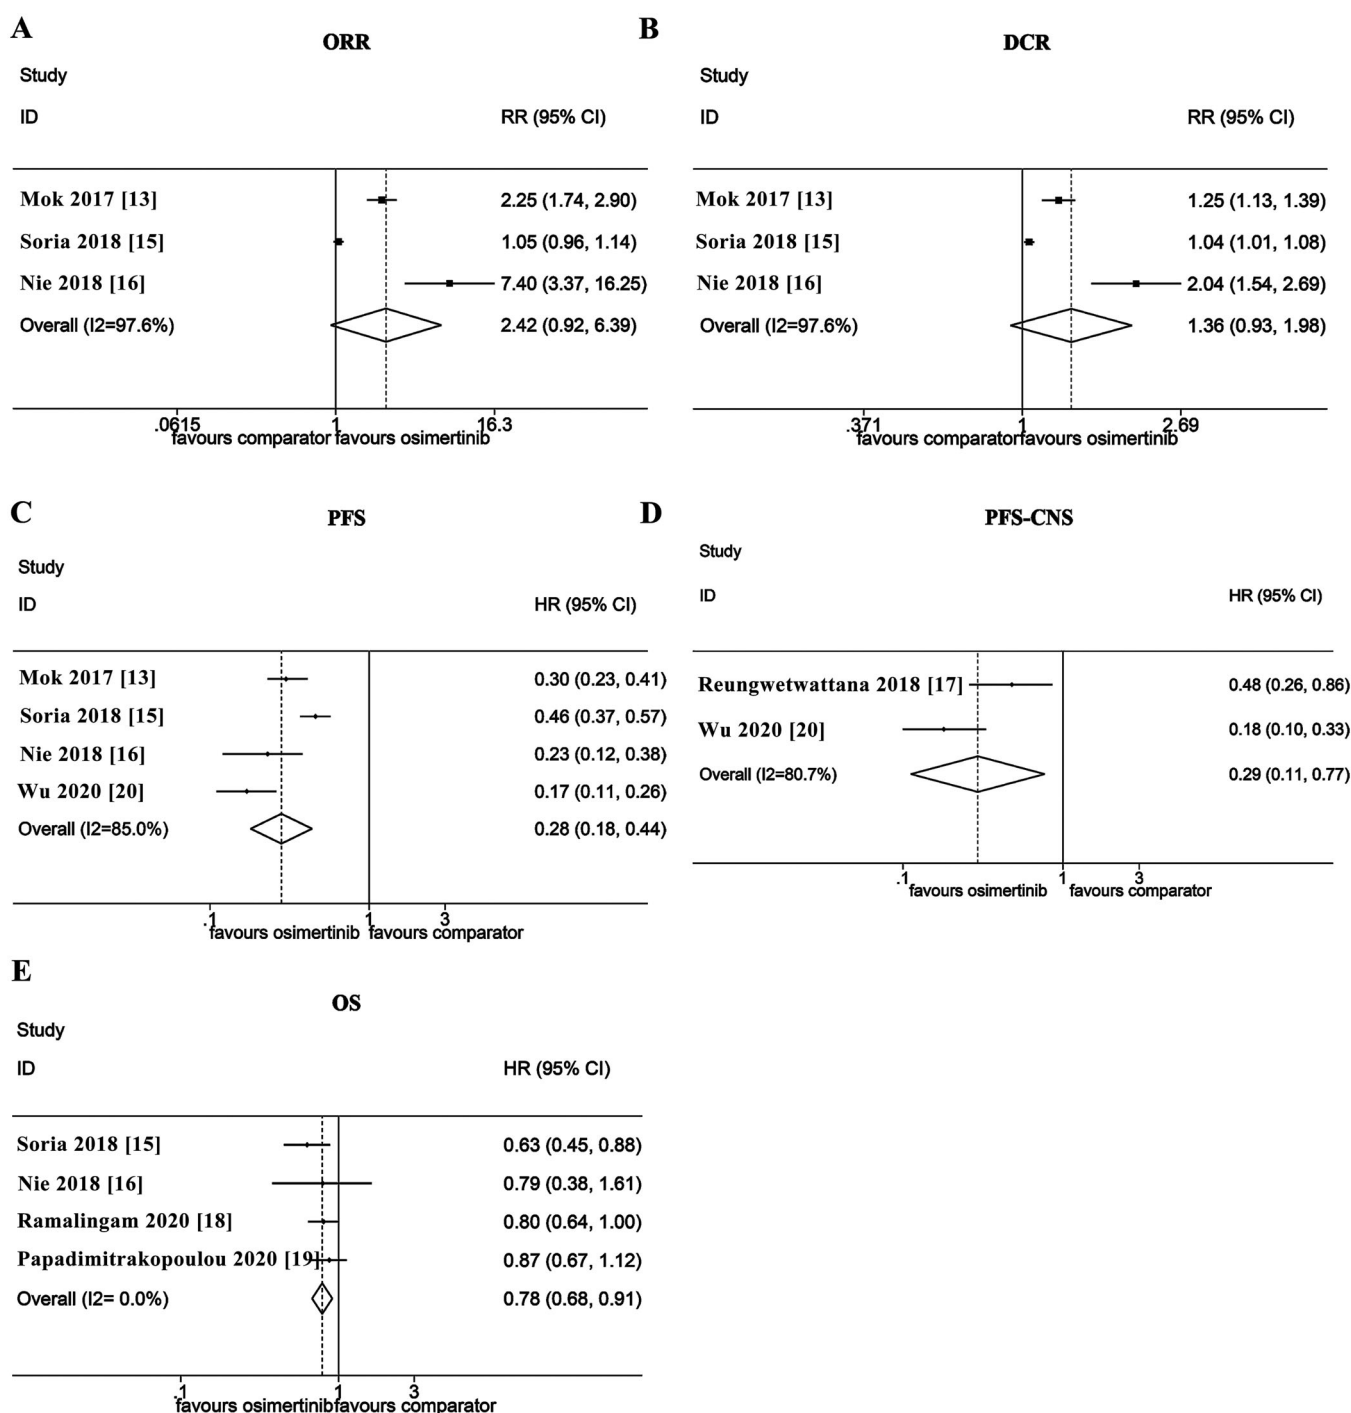 A
ORR
Study
ID RR (95% CI)
Mok 2017 [13] 2.25 (1.74, 2.90)
Soria 2018 [15] 1.05 (0.96, 1.14)
Nie 2018 [16] 7.40 (3.37, 16.25)
Overall (I2=97.6%) 2.42 (0.92, 6.39)
.0615 1 16.3
favours comparator favours osimertinib
B
DCR
Study
ID RR (95% CI)
Mok 2017 [13] 1.25 (1.13, 1.39)
Soria 2018 [15] 1.04 (1.01, 1.08)
Nie 2018 [16] 2.04 (1.54, 2.69)
Overall (I2=97.6%) 1.36 (0.93, 1.98)
.371 1 2.69
favours comparator favours osimertinib
C
PFS
Study
ID HR (95% CI)
Mok 2017 [13] 0.30 (0.23, 0.41)
Soria 2018 [15] 0.46 (0.37, 0.57)
Nie 2018 [16] 0.23 (0.12, 0.38)
Wu 2020 [20] 0.17 (0.11, 0.26)
Overall (I2=85.0%) 0.28 (0.18, 0.44)
.1 1 3
favours osimertinib favours comparator
D
PFS-CNS
Study
ID HR (95% CI)
Reungwetwattana 2018 [17] 0.48 (0.26, 0.86)
Wu 2020 [20] 0.18 (0.10, 0.33)
Overall (I2=80.7%) 0.29 (0.11, 0.77)
.1 1 3
favours osimertinib favours comparator
E
OS
Study
ID HR (95% CI)
Soria 2018 [15] 0.63 (0.45, 0.88)
Nie 2018 [16] 0.79 (0.38, 1.61)
Ramalingam 2020 [18] 0.80 (0.64, 1.00)
Papadimitrakopoulou 2020 [19] 0.87 (0.67, 1.12)
Overall (I2= 0.0%) 0.78 (0.68, 0.91)
.1 1 3
favours osimertinib favours comparator